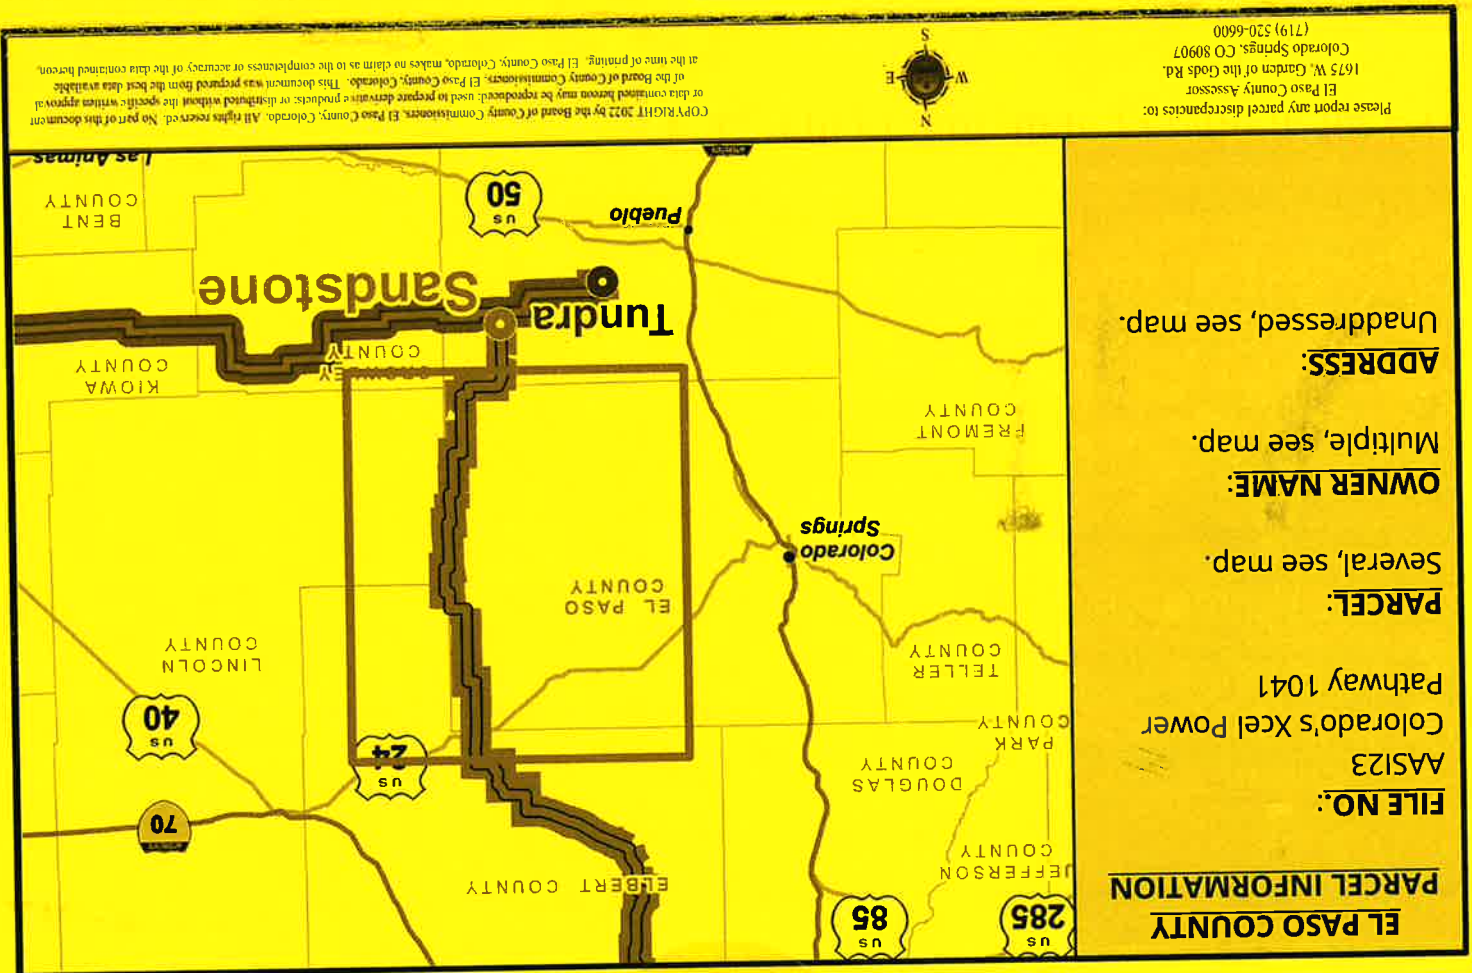 EL PASO COUNTY
PARCEL INFORMATION
FILE NO.:
AASI23
Colorado's Xcel Power
Pathway 1041
PARCEL:
Several, see map.
OWNER NAME:
Multiple, see map.
ADDRESS:
Unaddressed, see map.
US
285
US
85
JEFFERSON
COUNTY
ELBERT COUNTY
70
DOUGLAS
COUNTY
PARK
COUNTY
US
24
US
40
TELLER
COUNTY
LINCOLN
COUNTY
EL PASO
COUNTY
Colorado
Springs
FREMONT
COUNTY
CROWLEY
COUNTY
KIOWA
COUNTY
Tundra
Sandstone
Pueblo
US
50
BENT
COUNTY
Las Animas
Please report any parcel discrepancies to:
El Paso County Assessor
1675 W. Garden of the Gods Rd.
Colorado Springs, CO 80907
(719) 520-6600
N
W
E
S
COPYRIGHT 2022 by the Board of County Commissioners, El Paso County, Colorado. All rights reserved. No part of this document
or data contained hereon may be reproduced; used to prepare derivative products; or distributed without the specific written approval
of the Board of County Commissioners, El Paso County, Colorado. This document was prepared from the best data available
at the time of printing. El Paso County, Colorado, makes no claim as to the completeness or accuracy of the data contained hereon.